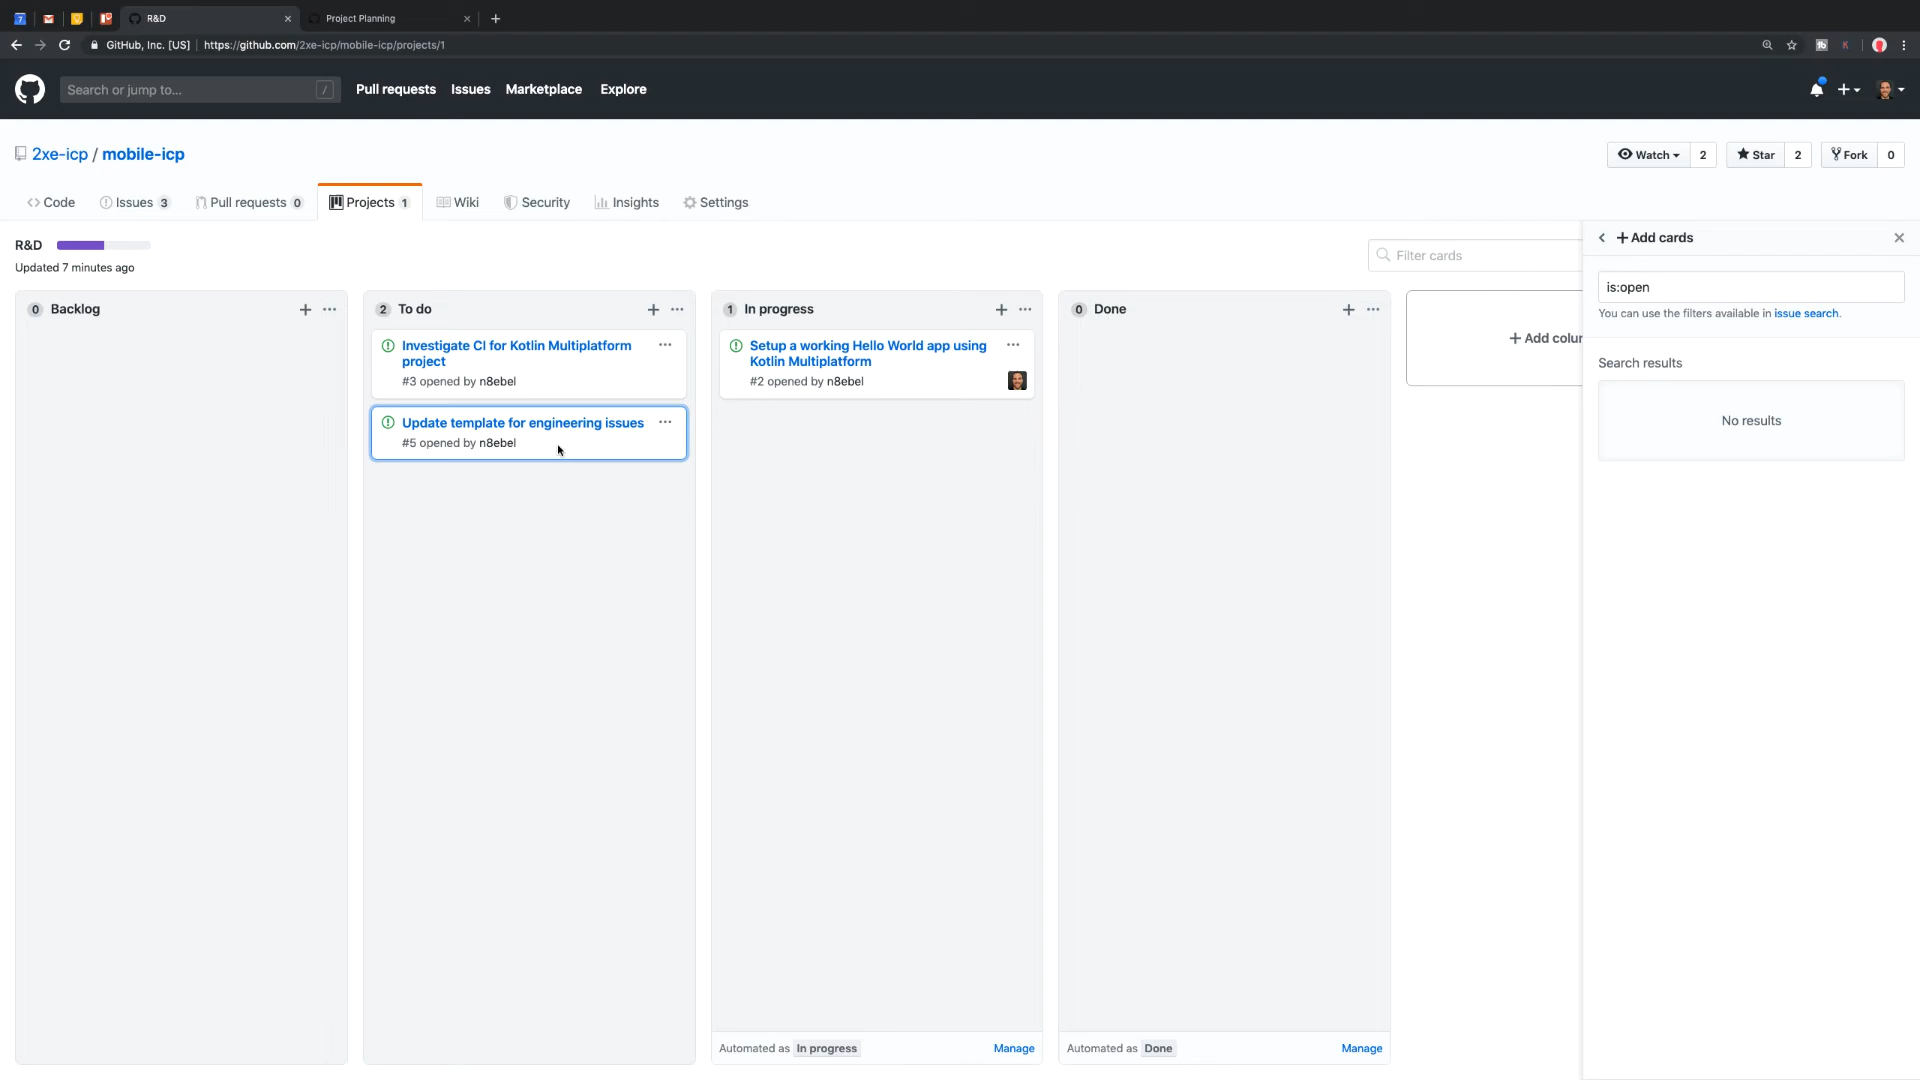 R&D
Project Planning
GitHub, Inc. [US]
https://github.com/2xe-icp/mobile-icp/projects/1
Search or jump to...
/
Pull requests
Issues
Marketplace
Explore
2xe-icp / mobile-icp
Watch 2
Star 2
Fork 0
Code
Issues 3
Pull requests 0
Projects 1
Wiki
Security
Insights
Settings
R&D
Updated 7 minutes ago
Filter cards
0 Backlog
2 To do
Investigate CI for Kotlin Multiplatform
project
#3 opened by n8ebel
Update template for engineering issues
#5 opened by n8ebel
1 In progress
Setup a working Hello World app using
Kotlin Multiplatform
#2 opened by n8ebel
Automated as In progress
Manage
0 Done
Automated as Done
Manage
Add colur
Add cards
is:open
You can use the filters available in issue search.
Search results
No results